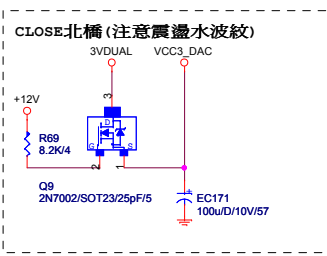 CLOSE北橋(注意震盪水波紋)
3VDUAL
VCC3_DAC
+12V
3
D
G
S
R69
8.2K/4
2
1
Q9
2N7002/SOT23/25pF/5
+
EC171
100u/D/10V/57